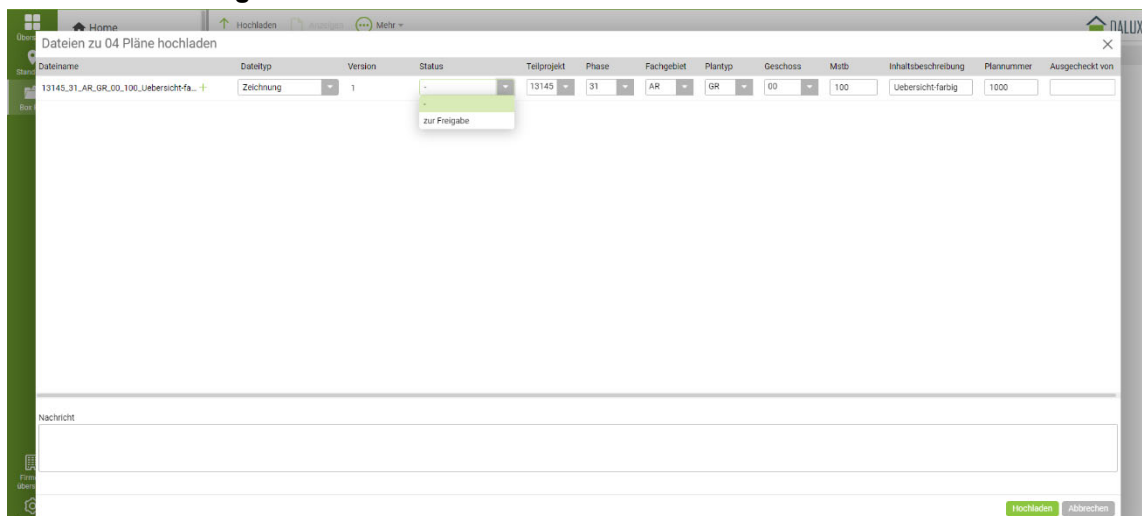 Home
Hochladen
Mehr
DALUX
Dateien zu 04 Pläne hochladen
Dateiname Dateityp Version Status Teilprojekt Phase Fachgebiet Plantyp Geschoss Mstb Inhaltsbeschreibung Plannummer Ausgecheckt von
13145_31_AR_GR_00_100_Uebersicht-fa... + Zeichnung 1 - 13145 31 AR GR 00 100 Uebersicht-farbig 1000
-
zur Freigabe
Nachricht
Hochladen Abbrechen